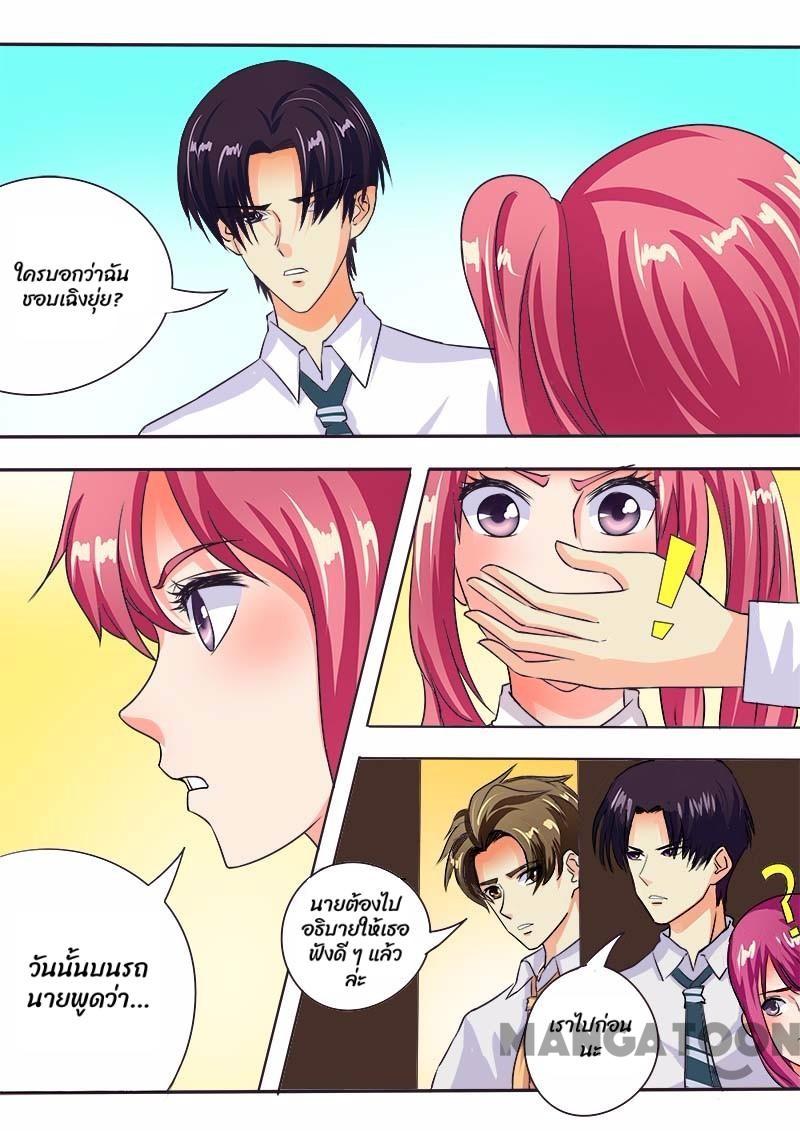 ใครบอกว่าฉัน
ชอบเฉิงยุ่ย?
!
วันนั้นบนรถ
นายพูดว่า...
นายต้องไป
อธิบายให้เธอ
ฟังดีๆ แล้ว
ล่ะ
?
เราไปก่อน
นะ
MANGATOON